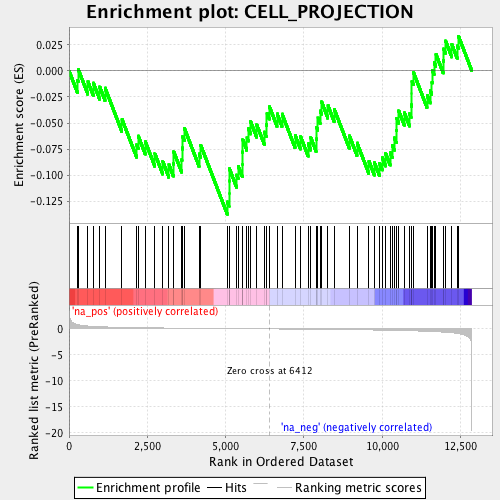 Enrichment plot: CELL_PROJECTION
Enrichment score (ES)
0.025
0.000
-0.025
-0.050
-0.075
-0.100
-0.125
Ranked list metric (PreRanked)
'na_pos' (positively correlated)
0
-5
-10
-15
-20
Zero cross at 6412
'na_neg' (negatively correlated)
0
2,500
5,000
7,500
10,000
12,500
Rank in Ordered Dataset
Enrichment profile
Hits
Ranking metric scores